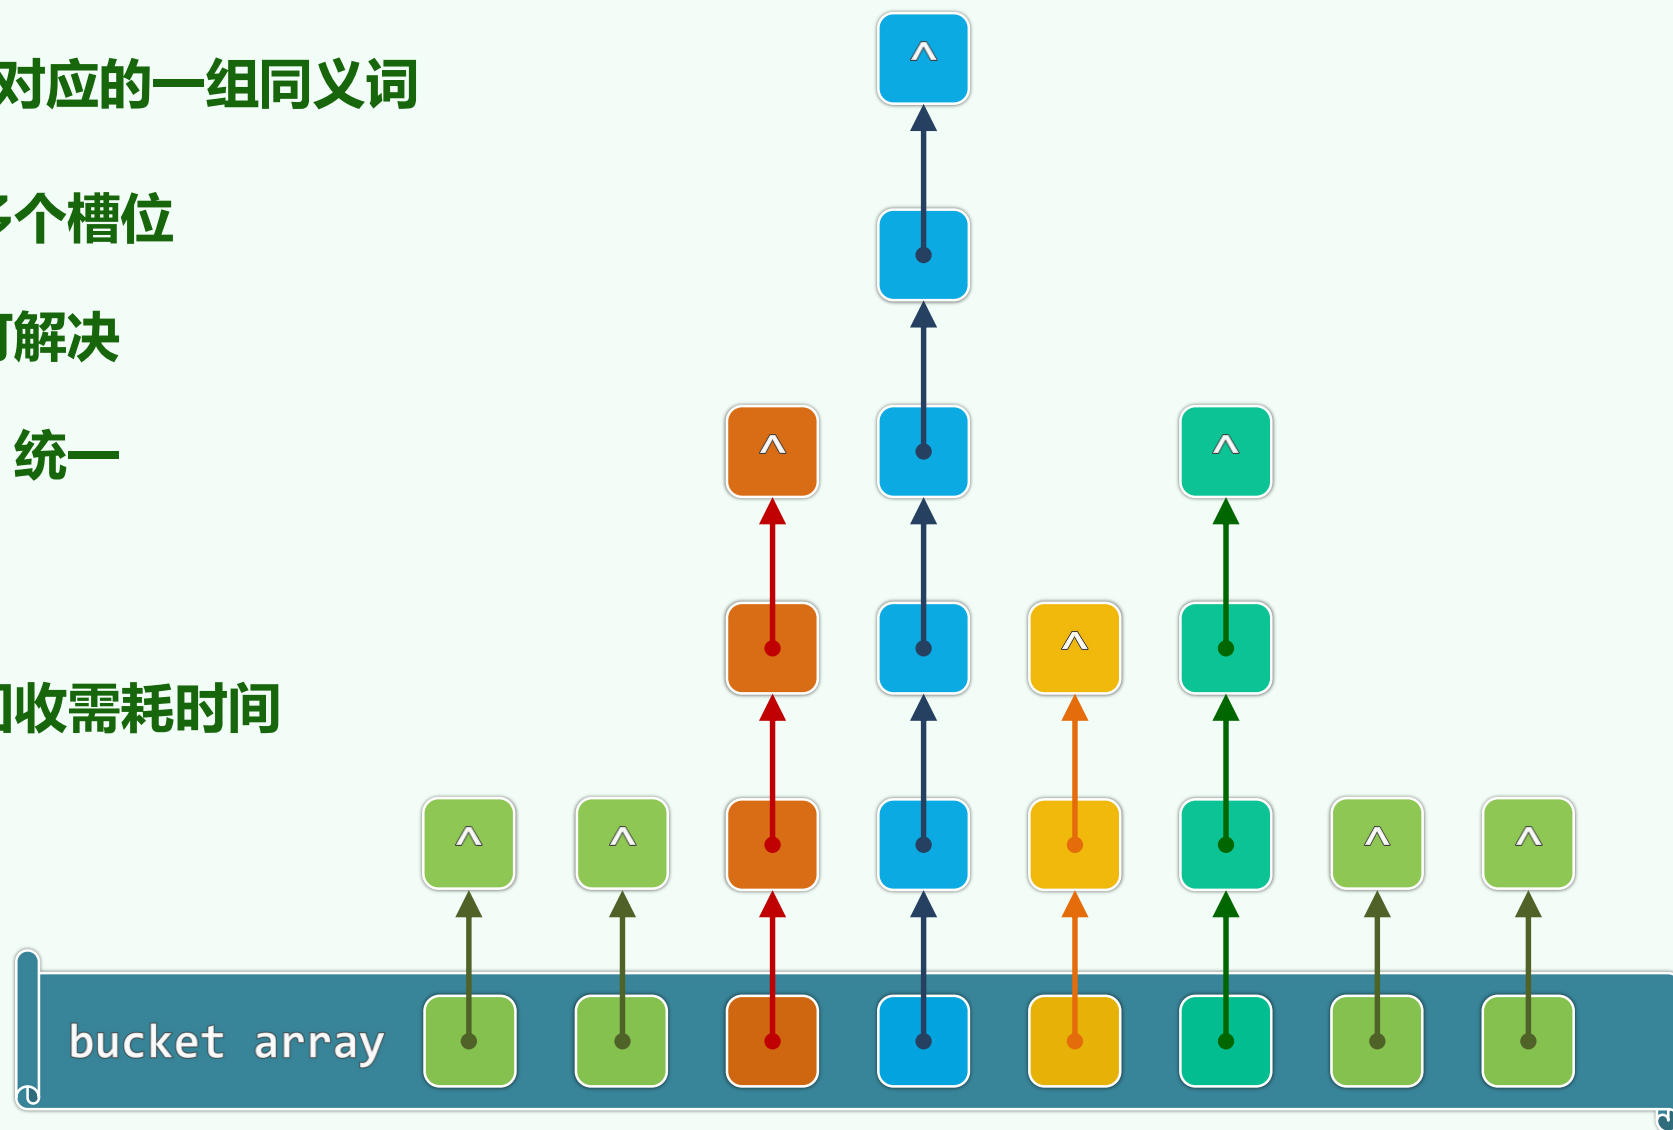 对应的一组同义词
个槽位
解决
统一
收需耗时间
^
^ ^
^
^ ^ ^ ^
bucket array